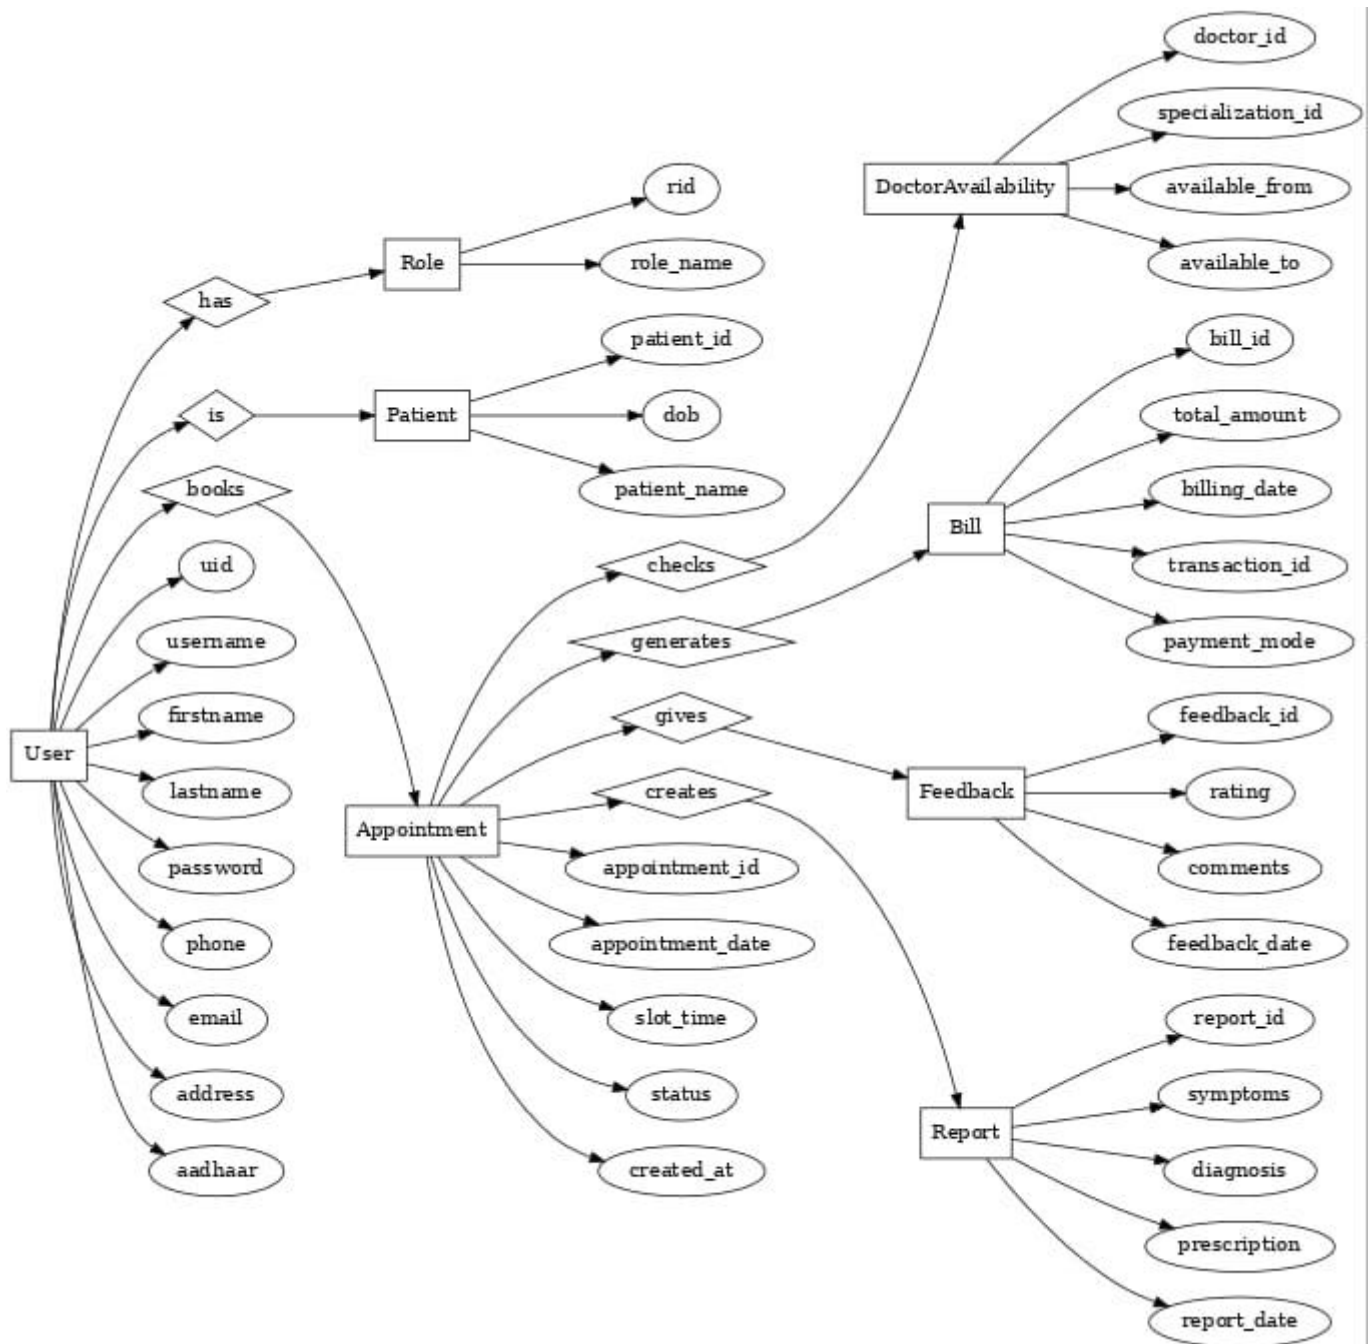 doctor_id
specialization_id
DoctorAvailability
available_from
available_to
rid
Role
role_name
has
patient_id
bill_id
is
Patient
dob
total_amount
books
patient_name
billing_date
Bill
uid
checks
transaction_id
username
generates
payment_mode
firstname
gives
feedback_id
User
lastname
creates
Feedback
rating
Appointment
password
appointment_id
comments
phone
appointment_date
feedback_date
email
slot_time
report_id
address
status
symptoms
Report
aadhaar
created_at
diagnosis
prescription
report_date